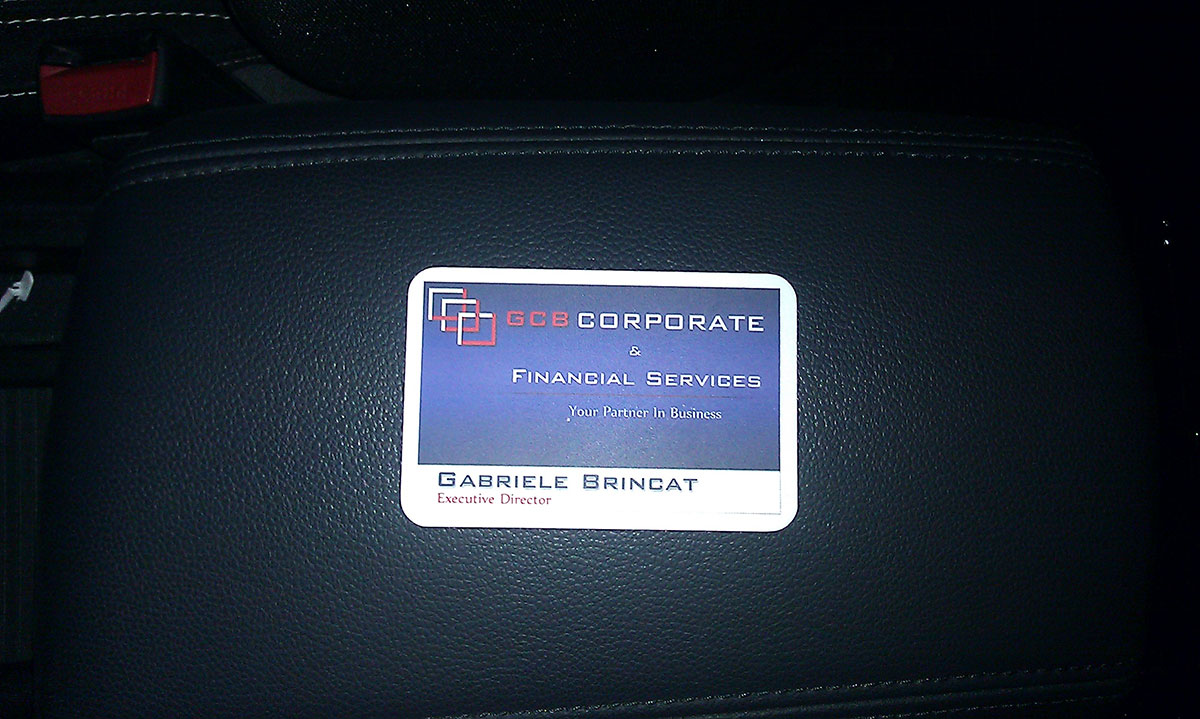 GCB CORPORATE
&
FINANCIAL SERVICES
Your Partner In Business
GABRIELE BRINCAT
Executive Director